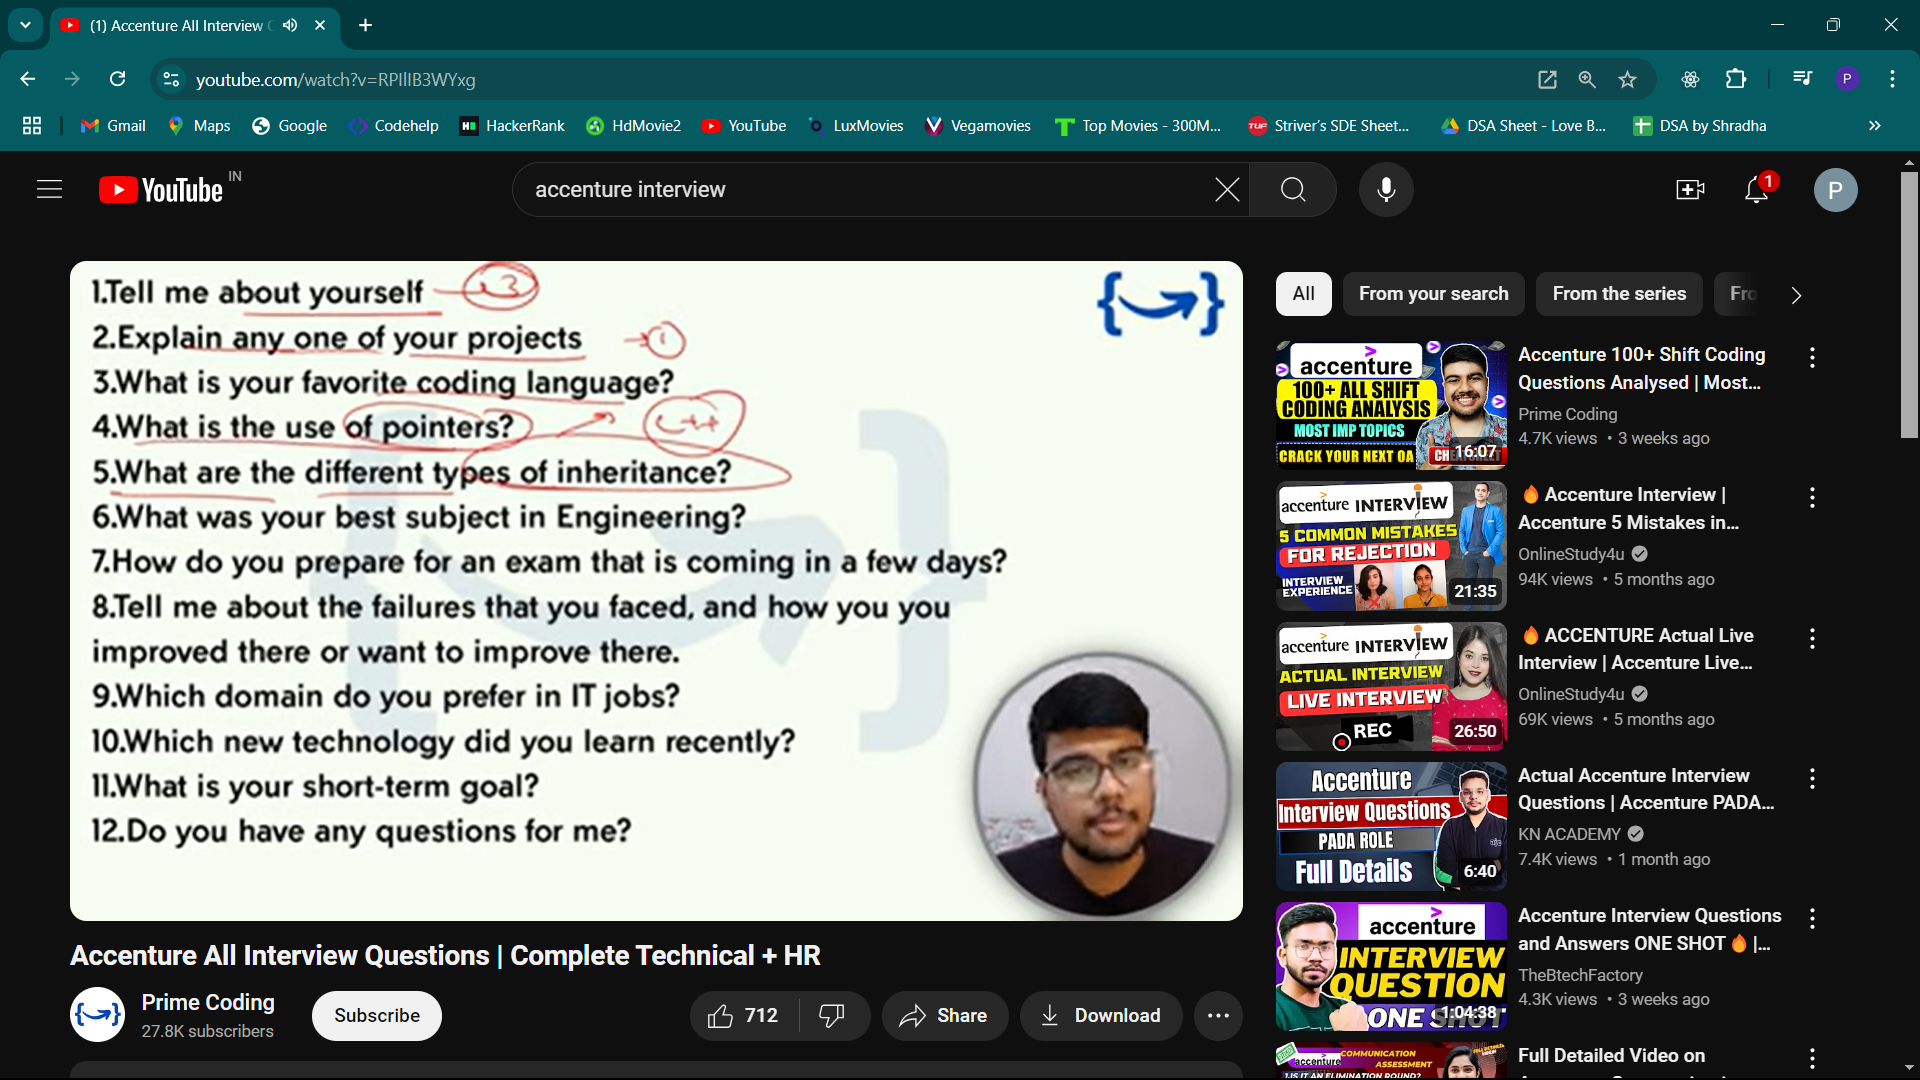 (1) Accenture All Interview
youtube.com/watch?v=RPIlIB3WYxg
P
Gmail
Maps
Google
Codehelp
HackerRank
HdMovie2
YouTube
LuxMovies
Vegamovies
Top Movies - 300M...
Striver's SDE Sheet...
DSA Sheet - Love B...
DSA by Shradha
YouTube IN
accenture interview
1
P
1.Tell me about yourself
2.Explain any one of your projects
3.What is your favorite coding language?
4.What is the use of pointers?
C++
5.What are the different types of inheritance?
6.What was your best subject in Engineering?
7.How do you prepare for an exam that is coming in a few days?
8.Tell me about the failures that you faced, and how you you
improved there or want to improve there.
9.Which domain do you prefer in IT jobs?
10.Which new technology did you learn recently?
11.What is your short-term goal?
12.Do you have any questions for me?
Accenture All Interview Questions | Complete Technical + HR
Prime Coding
27.8K subscribers
Subscribe
712
Share
Download
All
From your search
From the series
Fro
accenture
100+ ALL SHIFT
CODING ANALYSIS
MOST IMP TOPICS
CRACK YOUR NEXT OA
16:07
Accenture 100+ Shift Coding
Questions Analysed | Most...
Prime Coding
4.7K views • 3 weeks ago
accenture INTERVIEW
5 COMMON MISTAKES
FOR REJECTION
INTERVIEW
EXPERIENCE
21:35
🔥 Accenture Interview |
Accenture 5 Mistakes in...
OnlineStudy4u
94K views • 5 months ago
accenture INTERVIEW
ACTUAL INTERVIEW
LIVE INTERVIEW
REC
26:50
🔥 ACCENTURE Actual Live
Interview | Accenture Live...
OnlineStudy4u
69K views • 5 months ago
Accenture
Interview Questions
PADA ROLE
Full Details
6:40
Actual Accenture Interview
Questions | Accenture PADA...
KN ACADEMY
7.4K views • 1 month ago
accenture
INTERVIEW
QUESTION
ONE SHOT
1:04:38
Accenture Interview Questions
and Answers ONE SHOT 🔥 |...
TheBtechFactory
4.3K views • 3 weeks ago
accenture COMMUNICATION
ASSESSMENT
1.IS IT AN ELIMINATION ROUND?
Full Detailed Video on